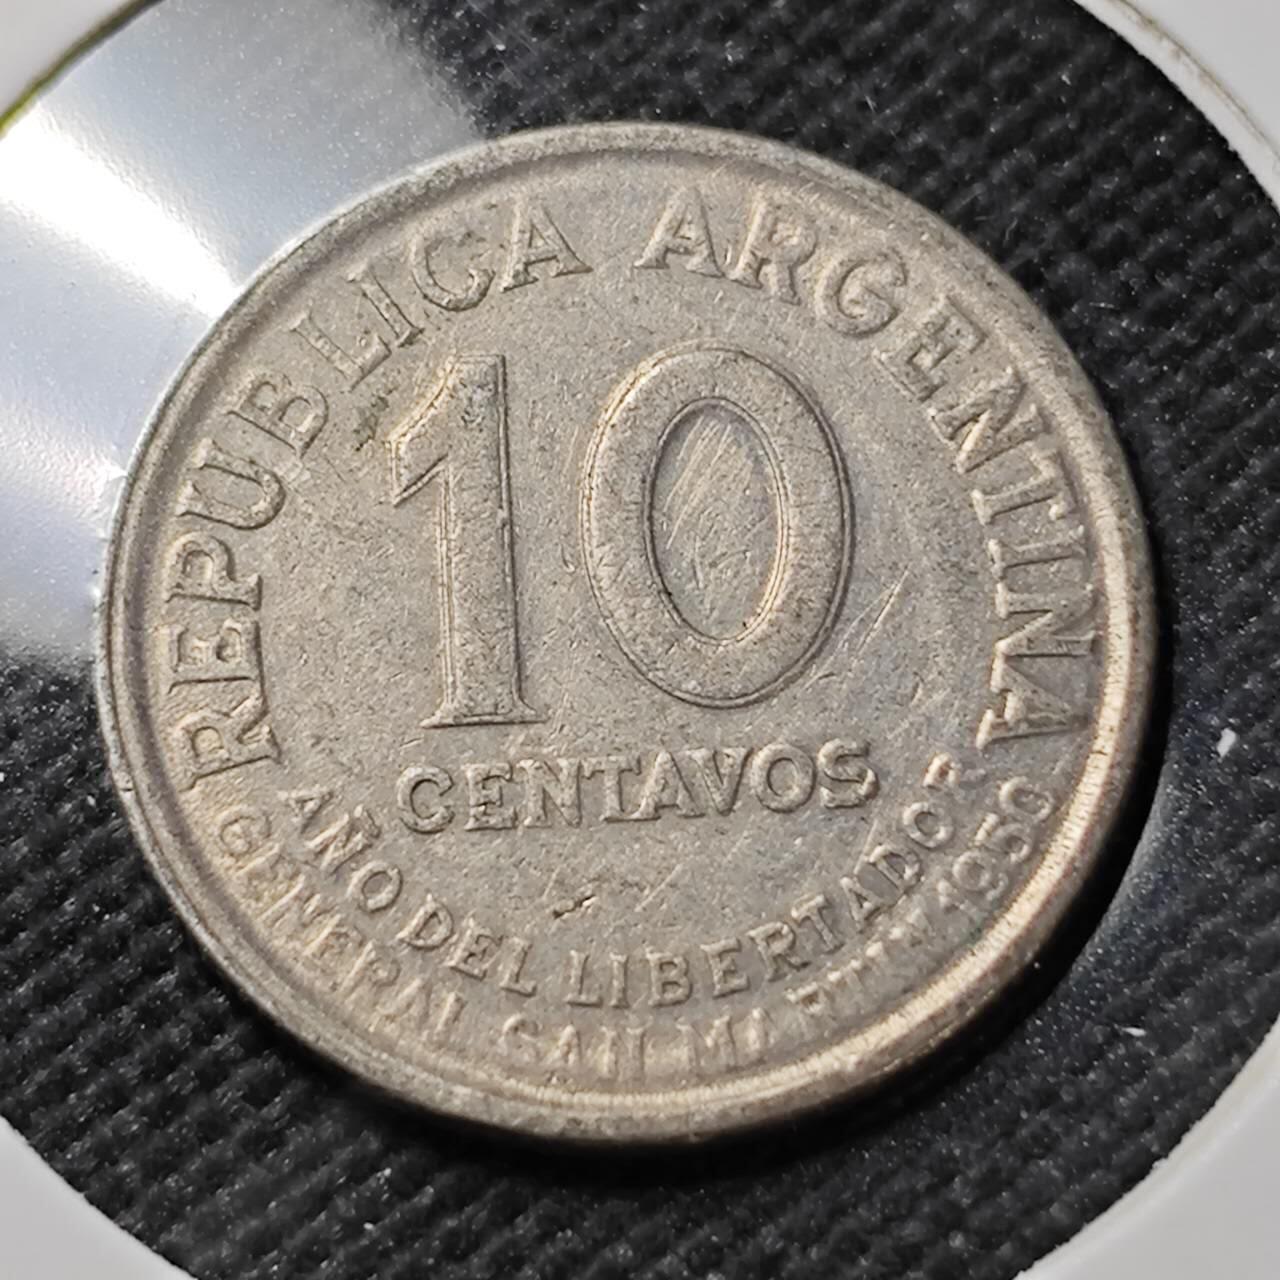 REPUBLICA ARGENTINA
10
CENTAVOS
AÑO DEL LIBERTADOR
GENERAL SAN MARTIN 1950